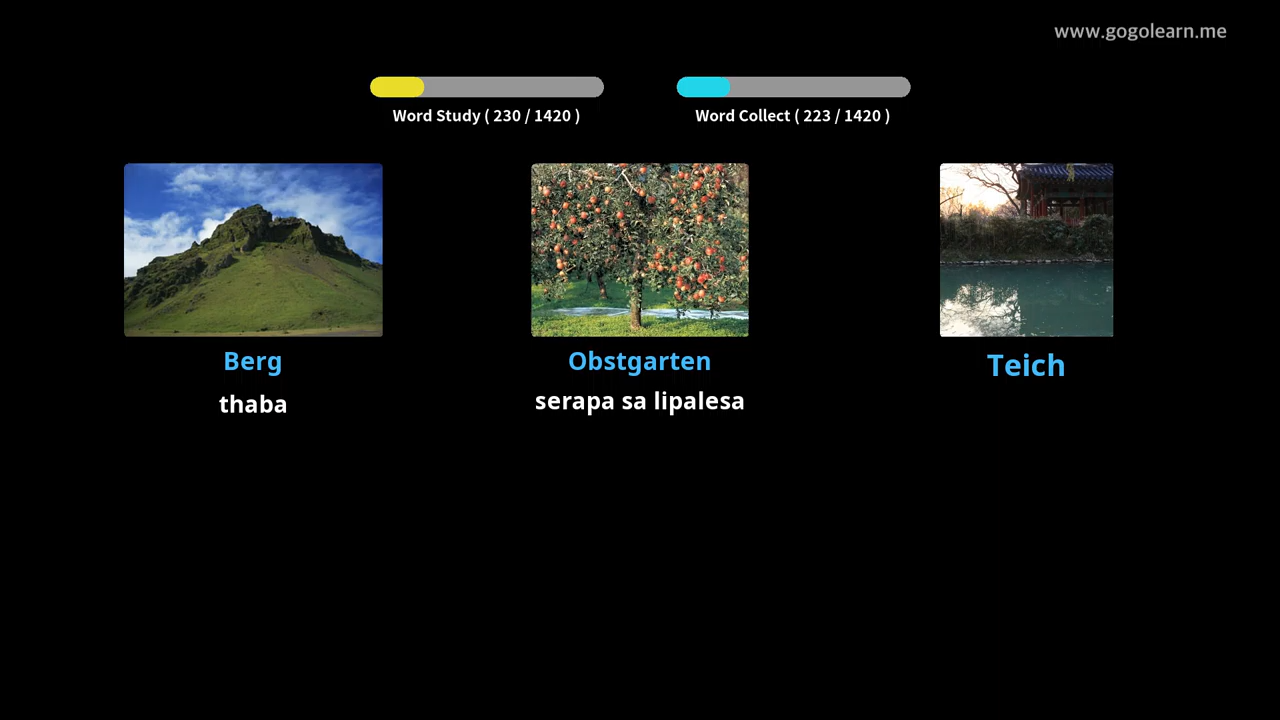 www.gogolearn.me
Word Study ( 230 / 1420 )
Word Collect ( 223 / 1420 )
Berg
Obstgarten
Teich
thaba
serapa sa lipalesa